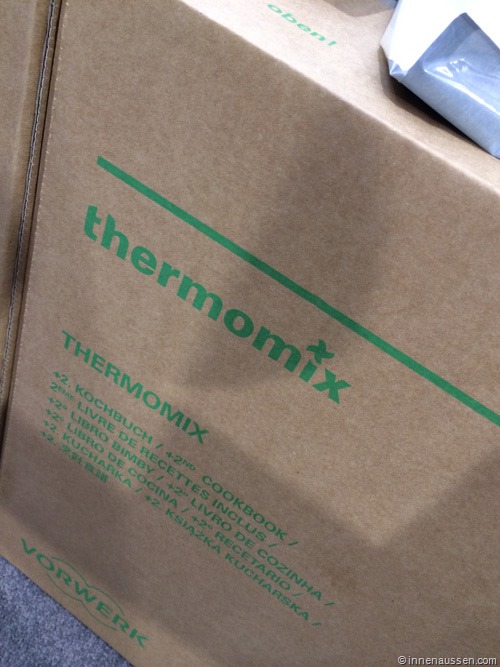 oben!
thermomix
THERMOMIX
+2. KOCHBUCH / +2ND COOKBOOK /
2ÈME LIVRE DE RECETTES INCLUS /
+2° LIBRO BIMBY / +2° LIVRO DE COZINHA /
+2° LIBRO DE COCINA / +2° RECETARIO /
+2. KUCHARKA / +2. KSIĄŻKA KUCHARSKA /
VORWERK
© innenaussen.com